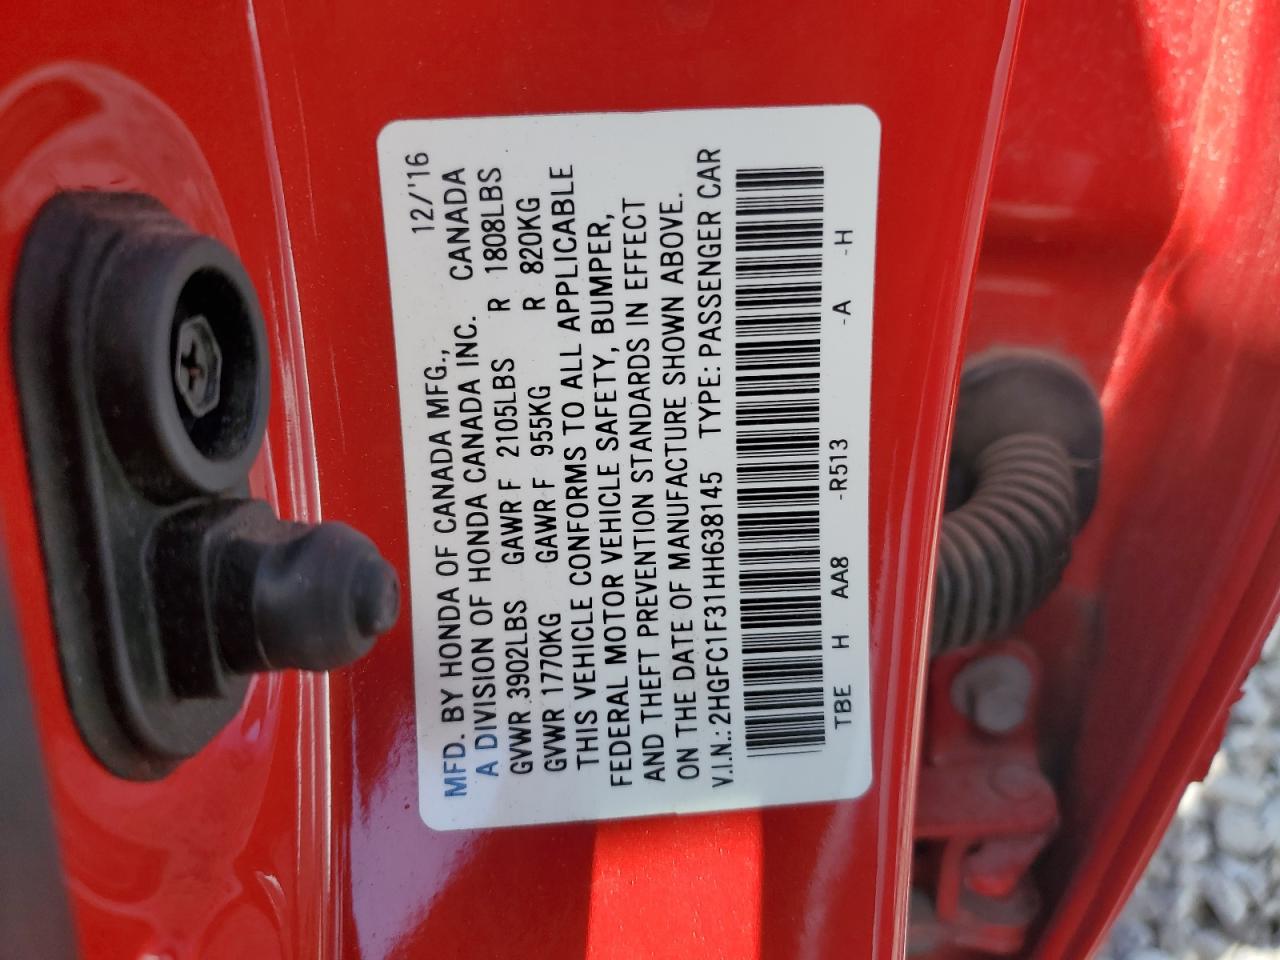 MFD. BY HONDA OF CANADA MFG., 12/'16
A DIVISION OF HONDA CANADA INC. CANADA
GVWR 3902LBS GAWR F 2105LBS R 1808LBS
GVWR 1770KG GAWR F 955KG R 820KG
THIS VEHICLE CONFORMS TO ALL APPLICABLE
FEDERAL MOTOR VEHICLE SAFETY, BUMPER,
AND THEFT PREVENTION STANDARDS IN EFFECT
ON THE DATE OF MANUFACTURE SHOWN ABOVE.
V.I.N.: 2HGFC1F31HH638145 TYPE: PASSENGER CAR
TBE H AA8 -R513 -A -H